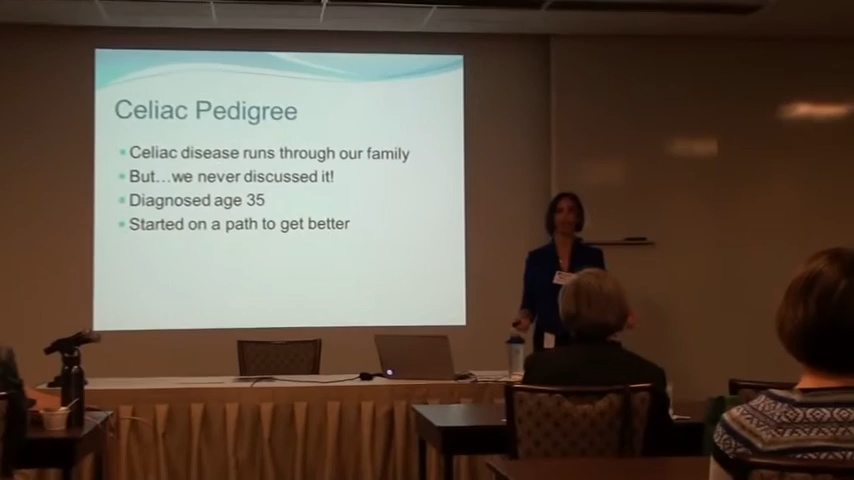 Celiac Pedigree
Celiac disease runs through our family
But...we never discussed it!
Diagnosed age 35
Started on a path to get better